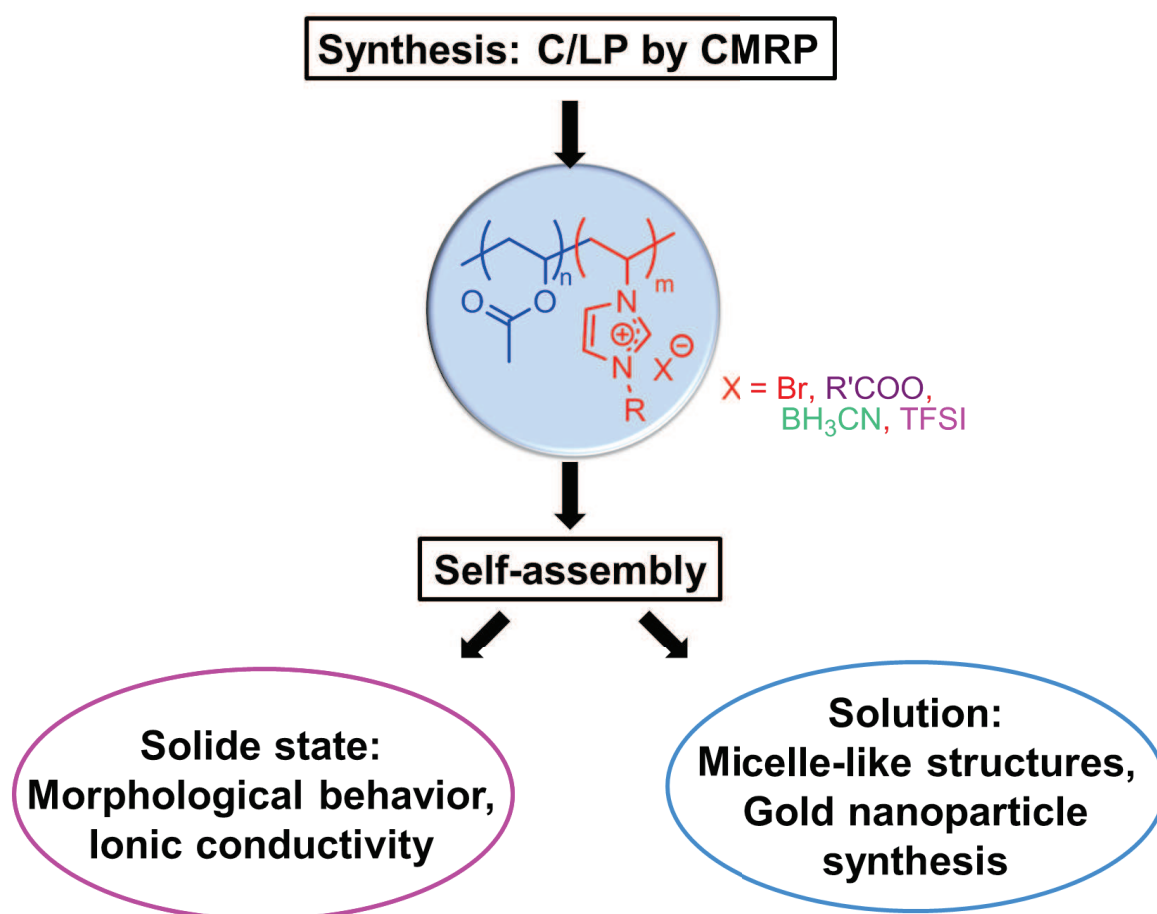 Synthesis: C/LP by CMRP
n
m
O
O
N
N
X
R
X = Br, R'COO,
BH₃CN, TFSI
Self-assembly
Solide state:
Morphological behavior,
Ionic conductivity
Solution:
Micelle-like structures,
Gold nanoparticle
synthesis